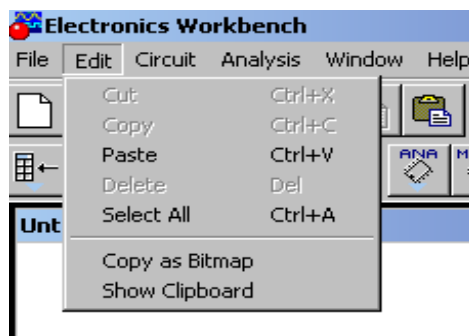 Electronics Workbench
File Edit Circuit Analysis Window Help
Cut Ctrl+X
Copy Ctrl+C
Paste Ctrl+V
Delete Del
Select All Ctrl+A
Copy as Bitmap
Show Clipboard
ANA M
Unt